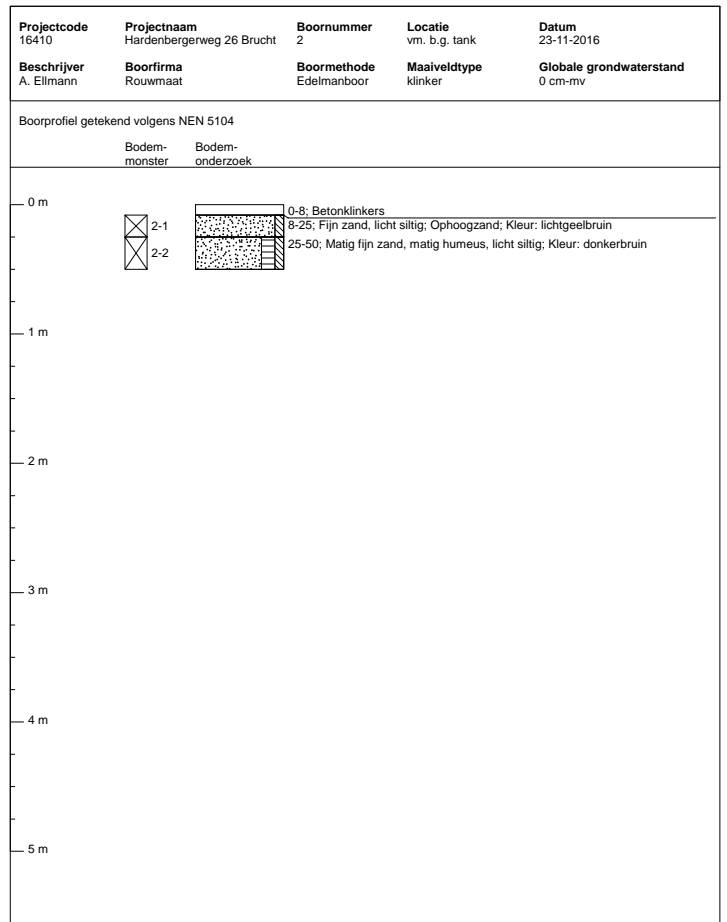 Projectcode Projectnaam Boornummer Locatie Datum
16410 Hardenbergerweg 26 Brucht 2 vm. b.g. tank 23-11-2016
Beschrijver Boorfirma Boormethode Maaiveldtype Globale grondwaterstand
A. Ellmann Rouwmaat Edelmanboor klinker 0 cm-mv
Boorprofiel getekend volgens NEN 5104
Bodem- Bodem-
monster onderzoek
0 m
0-8; Betonklinkers
2-1 8-25; Fijn zand, licht siltig; Ophoogzand; Kleur: lichtgeelbruin
25-50; Matig fijn zand, matig humeus, licht siltig; Kleur: donkerbruin
2-2
1 m
2 m
3 m
4 m
5 m